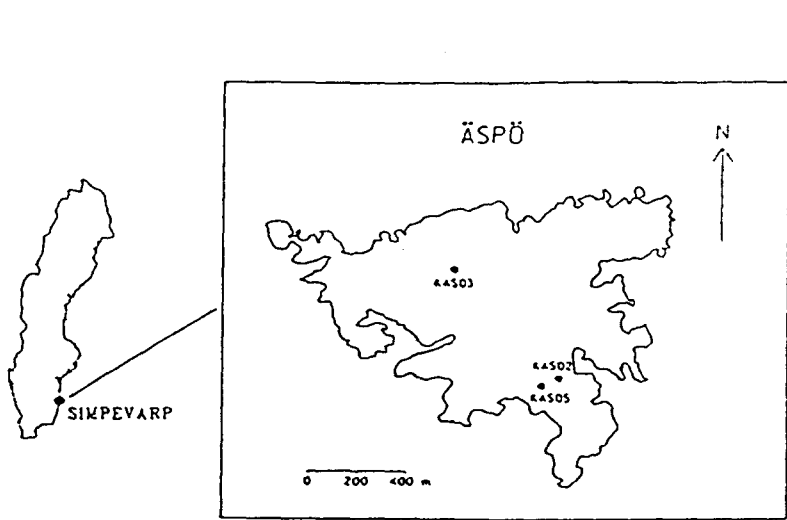 ÄSPÖ
N
KAS03
KAS02
KAS05
SIMPEVARP
0 200 400 m